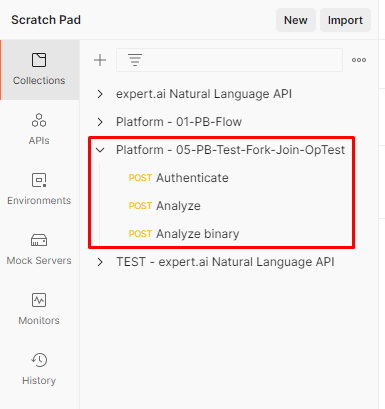 Scratch Pad
New
Import
Collections
APIs
Environments
Mock Servers
Monitors
History
expert.ai Natural Language API
Platform - 01-PB-Flow
Platform - 05-PB-Test-Fork-Join-OpTest
POST Authenticate
POST Analyze
POST Analyze binary
TEST - expert.ai Natural Language API